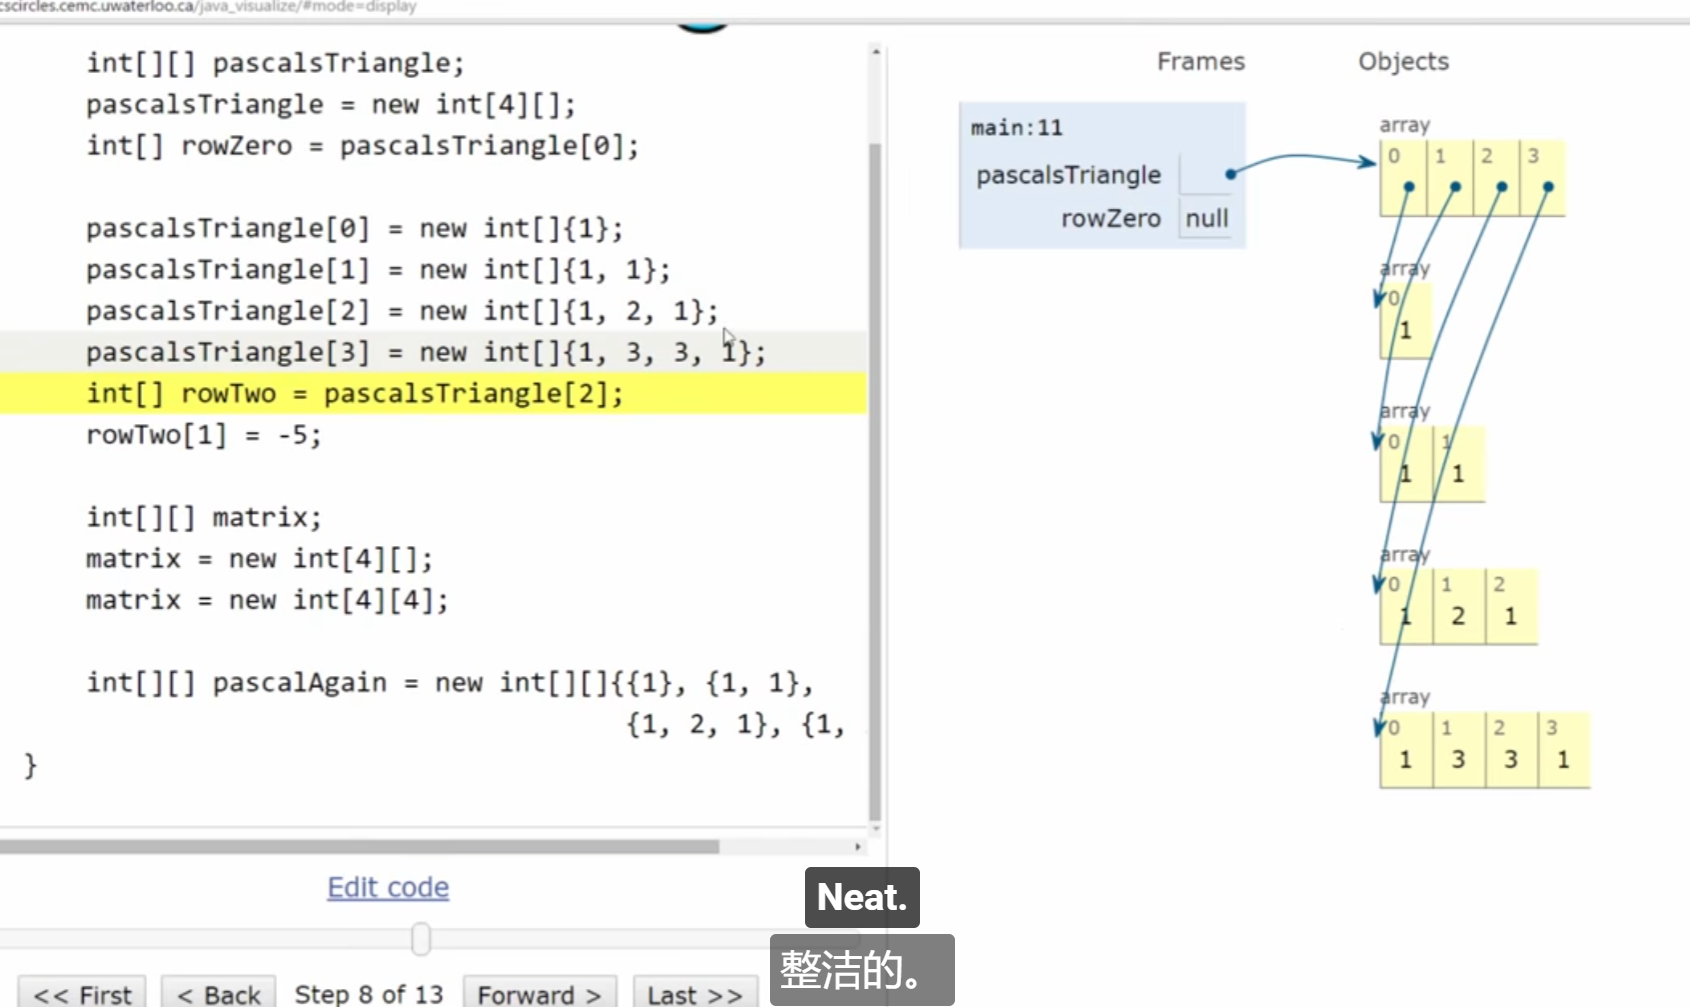 cscircles.cemc.uwaterloo.ca/java_visualize/#mode=display
int[][] pascalsTriangle;
pascalsTriangle = new int[4][];
int[] rowZero = pascalsTriangle[0];
pascalsTriangle[0] = new int[]{1};
pascalsTriangle[1] = new int[]{1, 1};
pascalsTriangle[2] = new int[]{1, 2, 1};
pascalsTriangle[3] = new int[]{1, 3, 3, 1};
int[] rowTwo = pascalsTriangle[2];
rowTwo[1] = -5;
int[][] matrix;
matrix = new int[4][];
matrix = new int[4][4];
int[][] pascalAgain = new int[][]{{1}, {1, 1},
{1, 2, 1}, {1,
}
Edit code
<< First < Back Step 8 of 13 Forward > Last >>
Frames Objects
main:11
pascalsTriangle
rowZero null
array
0 1 2 3
array
0
1
array
0 1
1 1
array
0 1 2
1 2 1
array
0 1 2 3
1 3 3 1
Neat.
整洁的。